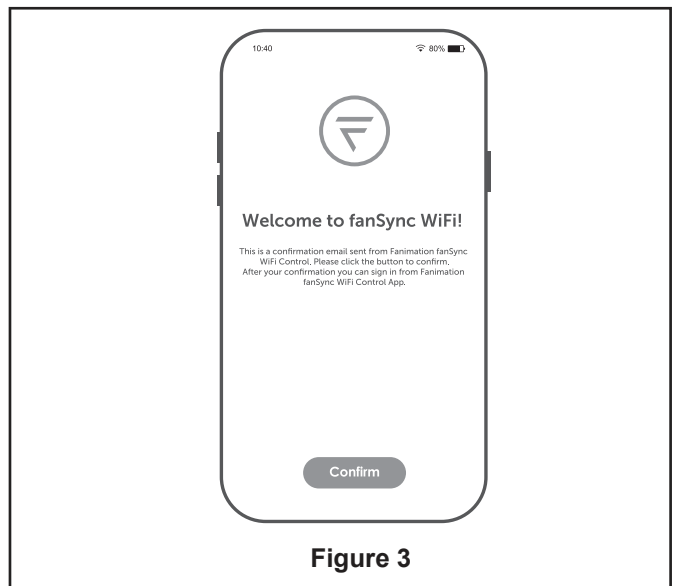 10:40 80%
Welcome to fanSync WiFi!
This is a confirmation email sent from Fanimation fanSync
WiFi Control. Please click the button to confirm.
After your confirmation you can sign in from Fanimation
fanSync WiFi Control App.
Confirm
Figure 3